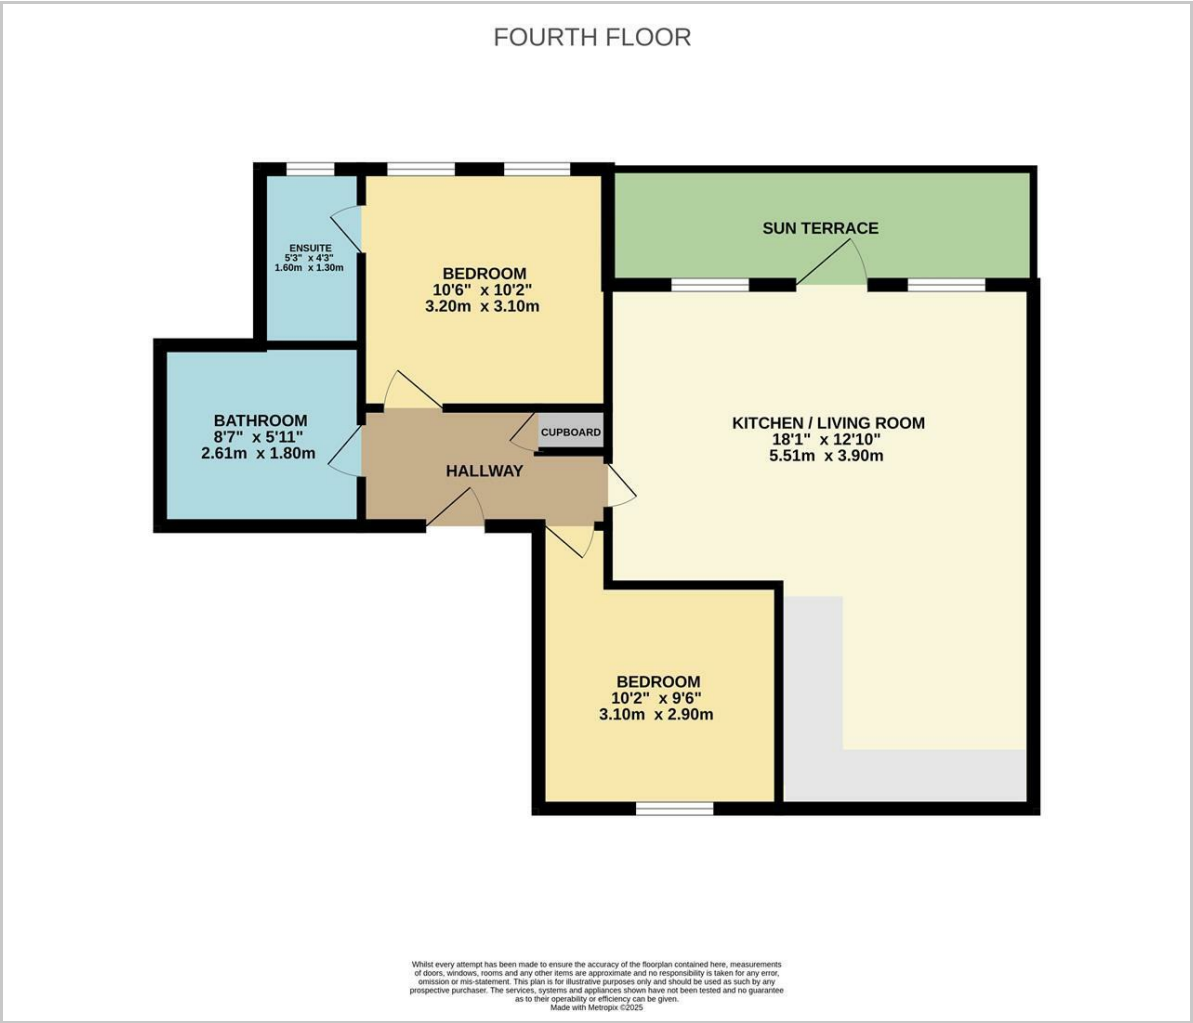 FOURTH FLOOR
SUN TERRACE
ENSUITE
5'3" x 4'3"
1.60m x 1.30m
BEDROOM
10'6" x 10'2"
3.20m x 3.10m
BATHROOM
8'7" x 5'11"
2.61m x 1.80m
CUPBOARD
HALLWAY
KITCHEN / LIVING ROOM
18'1" x 12'10"
5.51m x 3.90m
BEDROOM
10'2" x 9'6"
3.10m x 2.90m
Whilst every attempt has been made to ensure the accuracy of the floorplan contained here, measurements
of doors, windows, rooms and any other items are approximate and no responsibility is taken for any error,
omission or mis-statement. This plan is for illustrative purposes only and should be used as such by any
prospective purchaser. The services, systems and appliances shown have not been tested and no guarantee
as to their operability or efficiency can be given.
Made with Metropix ©2025